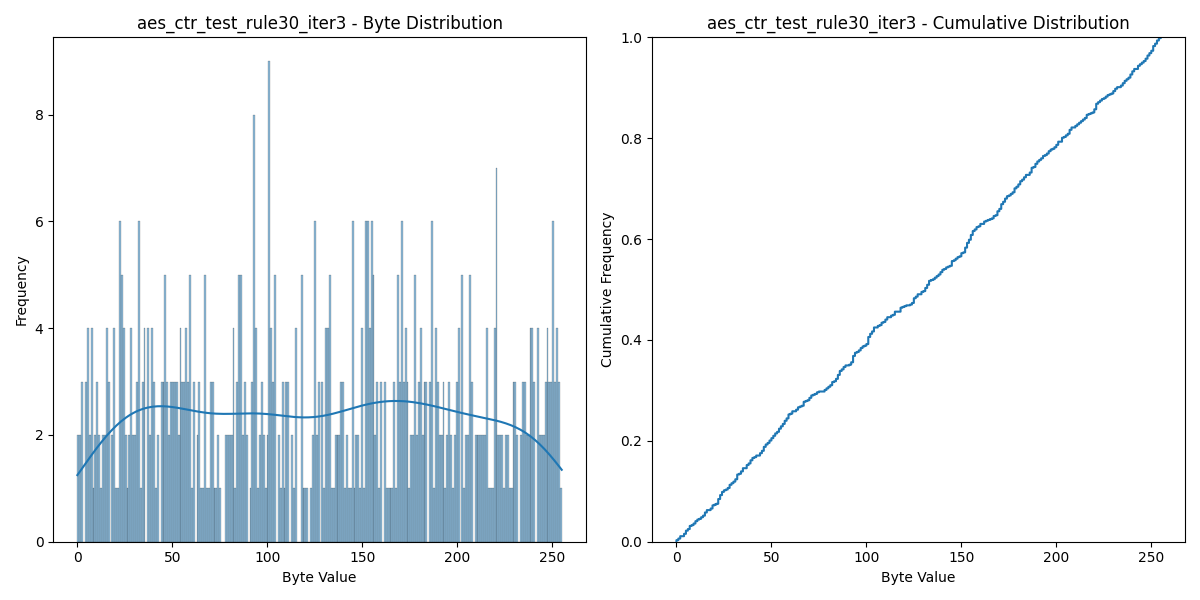 aes_ctr_test_rule30_iter3 - Byte Distribution
Frequency
8
6
4
2
0
0 50 100 150 200 250
Byte Value
aes_ctr_test_rule30_iter3 - Cumulative Distribution
Cumulative Frequency
1.0
0.8
0.6
0.4
0.2
0.0
0 50 100 150 200 250
Byte Value